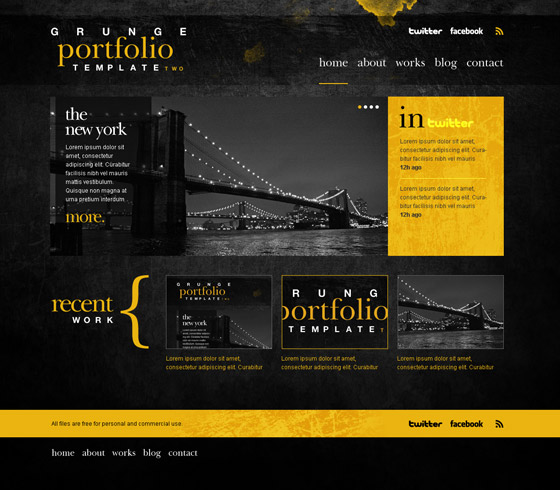 GRUNGE
portfolio
TEMPLATE TWO
twitter facebook
home about works blog contact
the
new york
Lorem ipsum dolor sit
amet, consectetur
adipiscing elit. Curabitur
facilisis nibh vel mauris
mattis vestibulum.
Quisque non magna at
urna pretium interdum
more.
in twitter
Lorem ipsum dolor sit amet,
consectetur adipiscing elit. Cura-
bitur facilisis nibh vel mauris
12h ago
Lorem ipsum dolor sit amet,
consectetur adipiscing elit. Cura-
bitur facilisis nibh vel mauris
12h ago
recent
WORK
GRUNGE
portfolio
TEMPLATE
the
new york
RUNG
portfolio
TEMPLATE T
Lorem ipsum dolor sit amet,
consectetur adipiscing elit. Curabitur
Lorem ipsum dolor sit amet,
consectetur adipiscing elit. Curabitur
Lorem ipsum dolor sit amet,
consectetur adipiscing elit. Curabitur
All files are free for personal and commercial use
twitter facebook
home about works blog contact